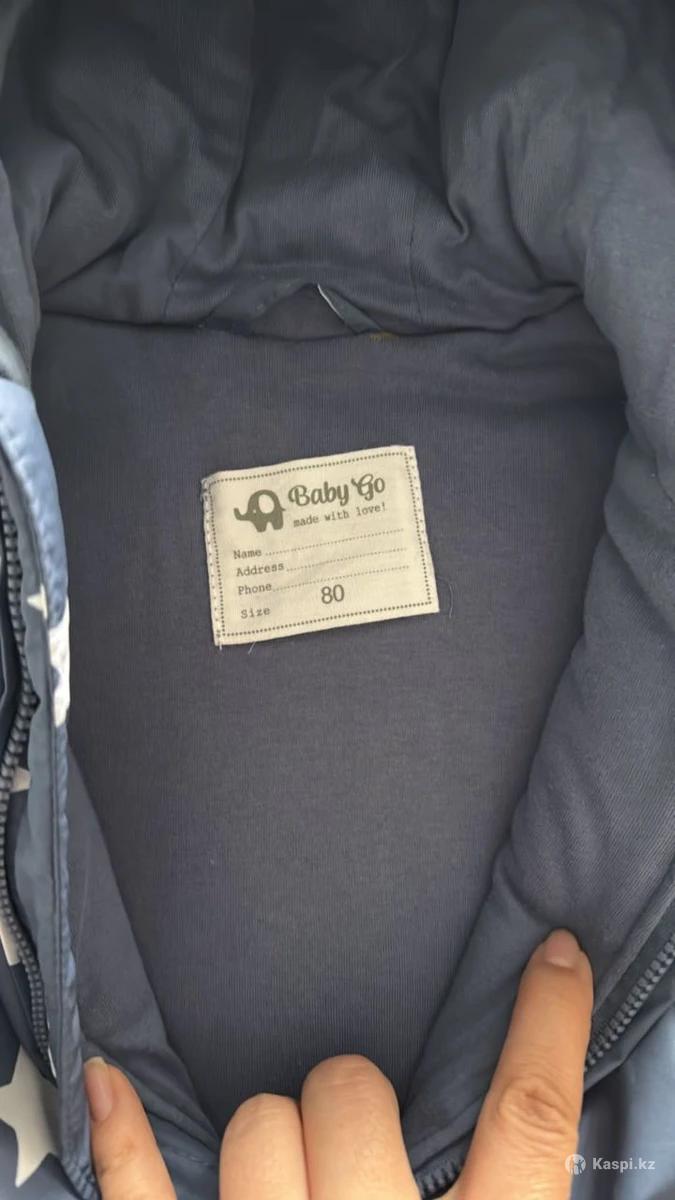 Baby Go
made with love!
Name
Address
Phone
Size 80
Kaspi.kz